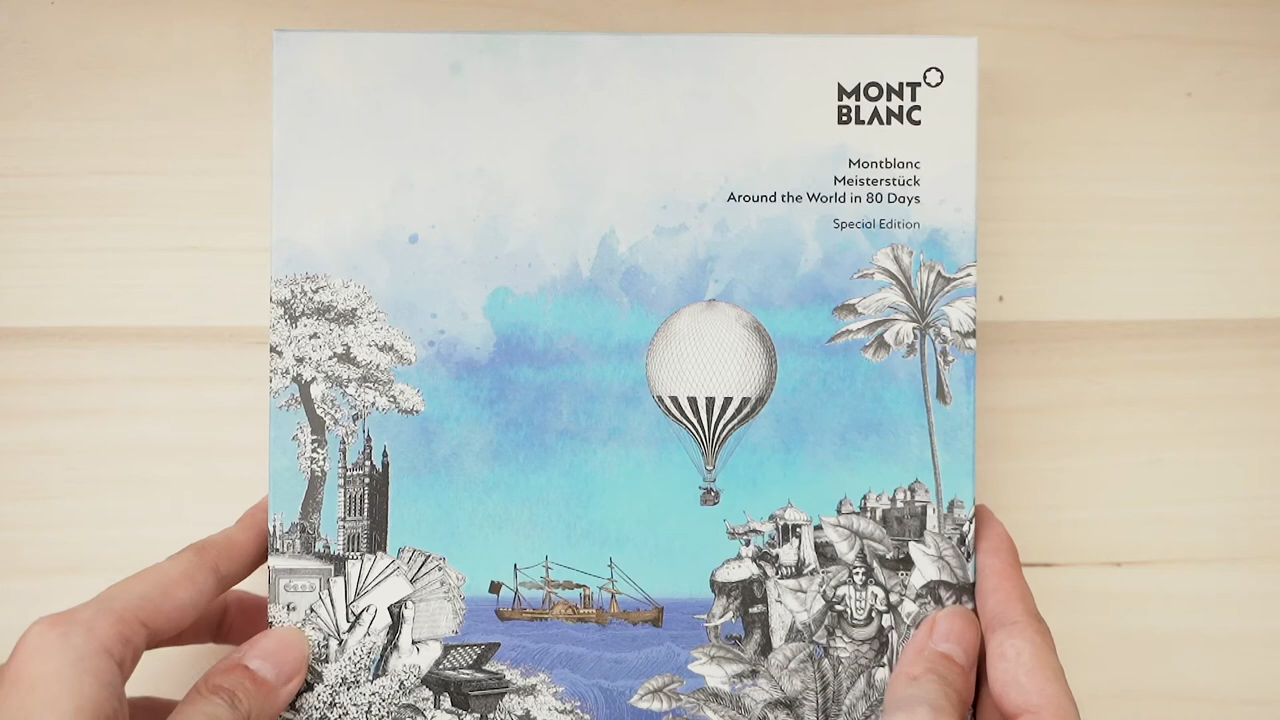 MONT
BLANC
Montblanc
Meisterstück
Around the World in 80 Days
Special Edition